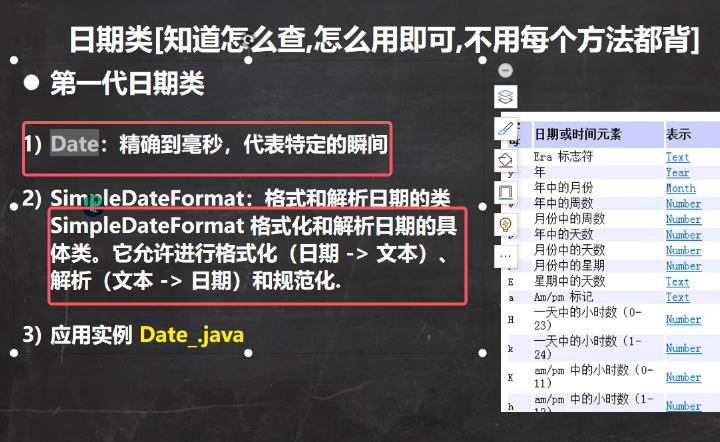 日期类[知道怎么查,怎么用即可,不用每个方法都背]
第一代日期类
1) Date：精确到毫秒，代表特定的瞬间
2) SimpleDateFormat：格式和解析日期的类
SimpleDateFormat 格式化和解析日期的具
体类。它允许进行格式化（日期 -> 文本）、
解析（文本 -> 日期）和规范化.
3) 应用实例 Date_.java
日期或时间元素 表示
Era 标志符 Text
y 年 Year
年中的月份 Month
年中的周数 Number
月份中的周数 Number
年中的天数 Number
月份中的天数 Number
月份中的星期 Number
E 星期中的天数 Text
a Am/pm 标记 Text
H 一天中的小时数（0-
23） Number
k 一天中的小时数（1-
24） Number
K am/pm 中的小时数（0-
11） Number
h am/pm 中的小时数（1-
12） Number